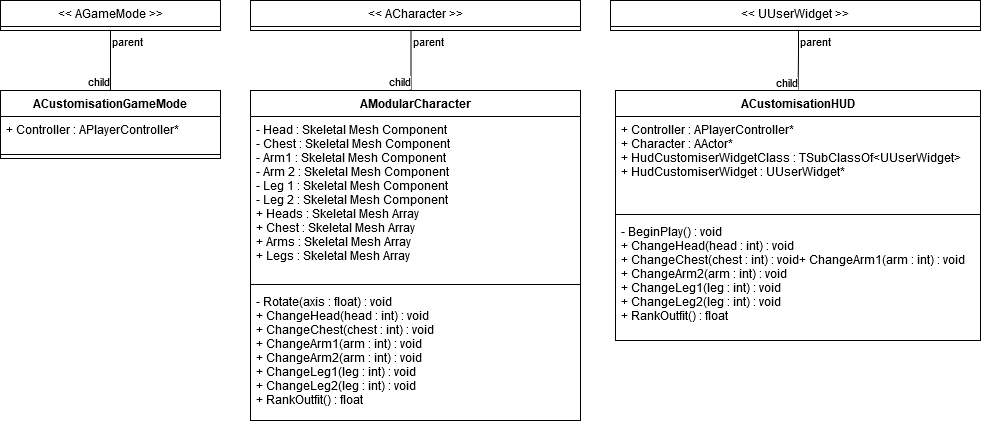 << AGameMode >>
parent
child
ACustomisationGameMode
+ Controller : APlayerController*
<< ACharacter >>
parent
child
AModularCharacter
- Head : Skeletal Mesh Component
- Chest : Skeletal Mesh Component
- Arm1 : Skeletal Mesh Component
- Arm 2 : Skeletal Mesh Component
- Leg 1 : Skeletal Mesh Component
- Leg 2 : Skeletal Mesh Component
+ Heads : Skeletal Mesh Array
+ Chest : Skeletal Mesh Array
+ Arms : Skeletal Mesh Array
+ Legs : Skeletal Mesh Array
- Rotate(axis : float) : void
+ ChangeHead(head : int) : void
+ ChangeChest(chest : int) : void
+ ChangeArm1(arm : int) : void
+ ChangeArm2(arm : int) : void
+ ChangeLeg1(leg : int) : void
+ ChangeLeg2(leg : int) : void
+ RankOutfit() : float
<< UUserWidget >>
parent
child
ACustomisationHUD
+ Controller : APlayerController*
+ Character : AActor*
+ HudCustomiserWidgetClass : TSubClassOf<UUserWidget>
+ HudCustomiserWidget : UUserWidget*
- BeginPlay() : void
+ ChangeHead(head : int) : void
+ ChangeChest(chest : int) : void+ ChangeArm1(arm : int) : void
+ ChangeArm2(arm : int) : void
+ ChangeLeg1(leg : int) : void
+ ChangeLeg2(leg : int) : void
+ RankOutfit() : float